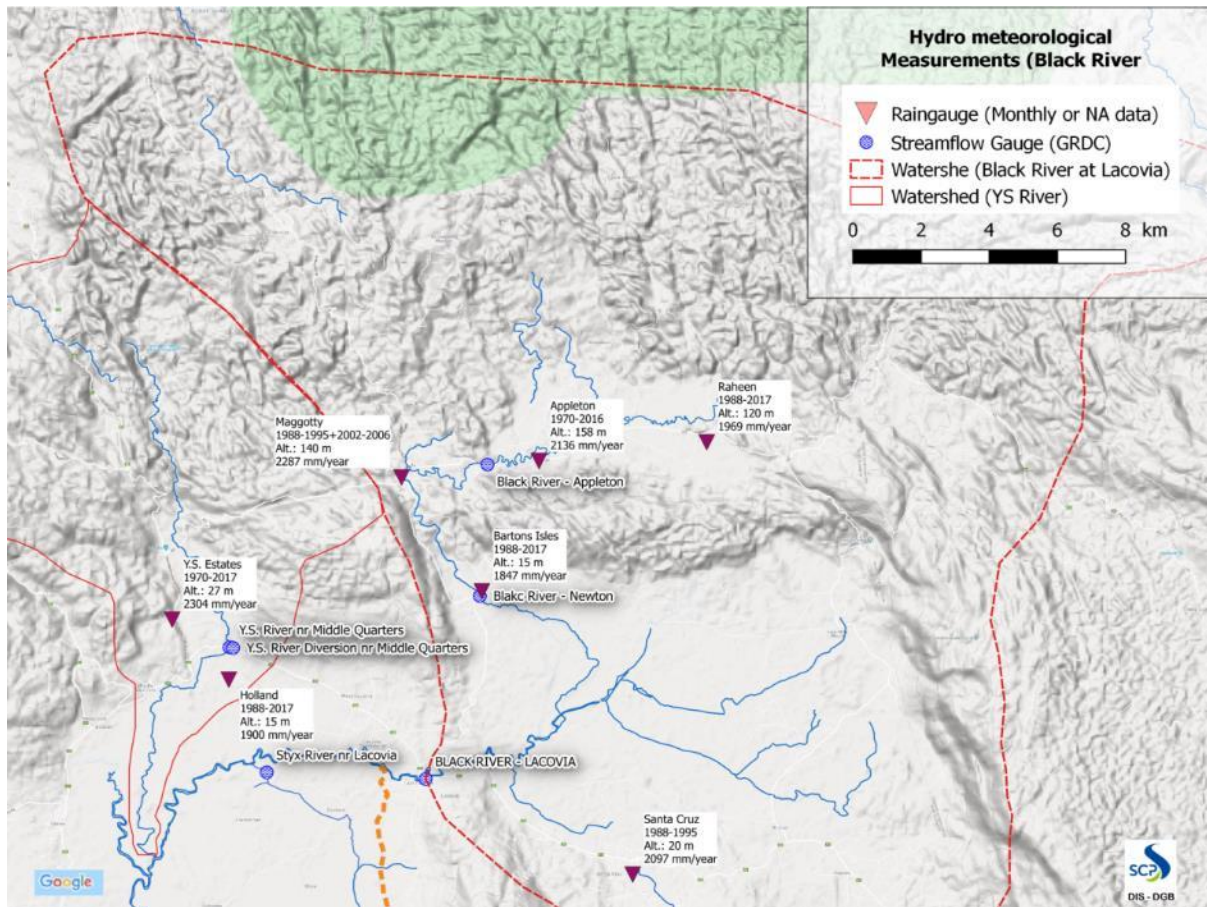 Hydro meteorological
Measurements (Black River
Raingauge (Monthly or NA data)
Streamflow Gauge (GRDC)
Watershe (Black River at Lacovia)
Watershed (YS River)
0 2 4 6 8 km
Raheen
1988-2017
Alt.: 120 m
1969 mm/year
Appleton
1970-2016
Alt.: 158 m
2136 mm/year
Maggotty
1988-1995+2002-2006
Alt.: 140 m
2287 mm/year
Black River - Appleton
Bartons Isles
1988-2017
Alt.: 15 m
1847 mm/year
Blakc River - Newton
Y.S. Estates
1970-2017
Alt.: 27 m
2304 mm/year
Y.S. River nr Middle Quarters
Y.S. River Diversion nr Middle Quarters
Holland
1988-2017
Alt.: 15 m
1900 mm/year
Styx River nr Lacovia
BLACK RIVER - LACOVIA
Santa Cruz
1988-1995
Alt.: 20 m
2097 mm/year
Google
SCP
DIS - DGB